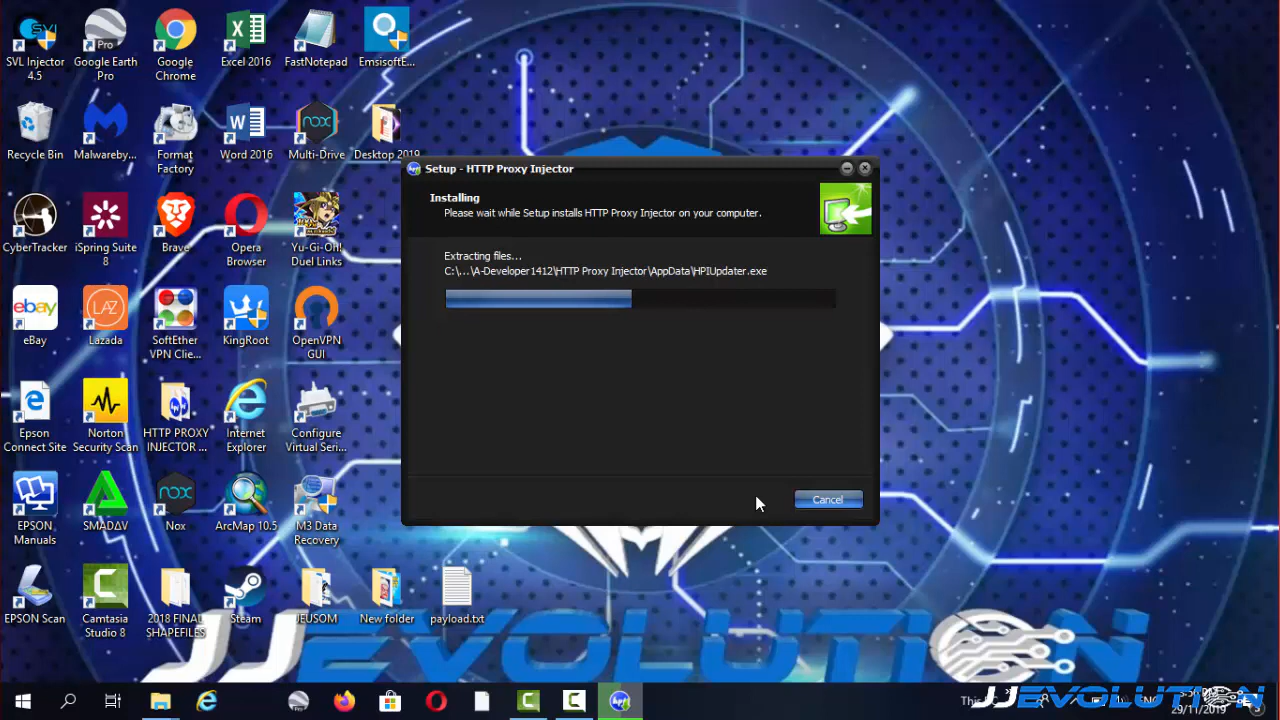 SVL Injector
4.5
Google Earth
Pro
Google
Chrome
Excel 2016
FastNotepad
EmsisoftE...
Recycle Bin
Malwareby...
Format
Factory
Word 2016
Multi-Drive
Desktop 2019
CyberTracker
iSpring Suite
8
Brave
Opera
Browser
Yu-Gi-Oh!
Duel Links
eBay
Lazada
SoftEther
VPN Clie...
KingRoot
OpenVPN
GUI
Epson
Connect Site
Norton
Security Scan
HTTP PROXY
INJECTOR ...
Internet
Explorer
Configure
Virtual Seri...
EPSON
Manuals
SMADΔV
Nox
ArcMap 10.5
M3 Data
Recovery
EPSON Scan
Camtasia
Studio 8
2018 FINAL
SHAPEFILES
Steam
JEUSOM
New folder
payload.txt
Setup - HTTP Proxy Injector
Installing
Please wait while Setup installs HTTP Proxy Injector on your computer.
Extracting files...
C:\...\A-Developer1412\HTTP Proxy Injector\AppData\HPIUpdater.exe
Cancel
JJEVOLUTION
JJEVOLUTION
29/11/2019